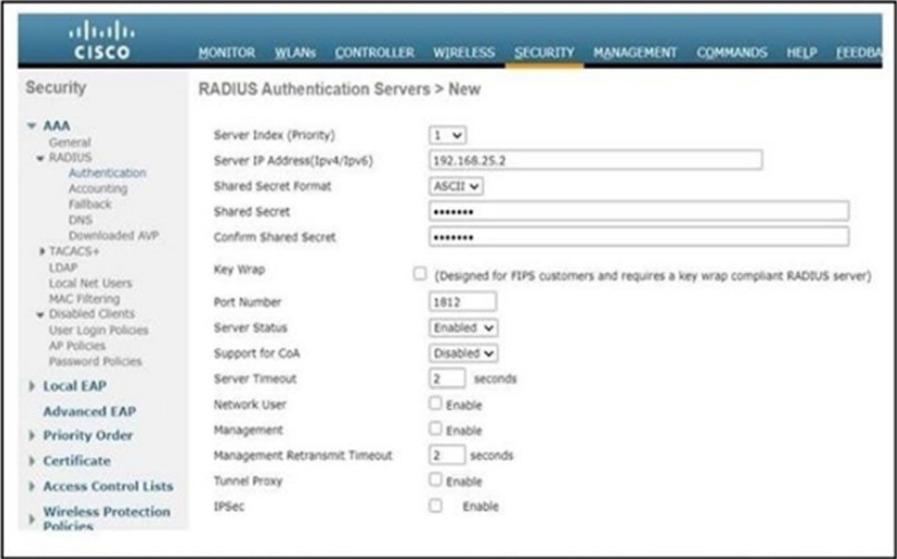 CISCO
MONITOR WLANs CONTROLLER WIRELESS SECURITY MANAGEMENT COMMANDS HELP FEEDBA
Security
AAA
General
RADIUS
Authentication
Accounting
Fallback
DNS
Downloaded AVP
TACACS+
LDAP
Local Net Users
MAC Filtering
Disabled Clients
User Login Policies
AP Policies
Password Policies
Local EAP
Advanced EAP
Priority Order
Certificate
Access Control Lists
Wireless Protection
Policies
RADIUS Authentication Servers > New
Server Index (Priority) 1
Server IP Address(Ipv4/Ipv6) 192.168.25.2
Shared Secret Format ASCII
Shared Secret •••••••
Confirm Shared Secret •••••••
Key Wrap (Designed for FIPS customers and requires a key wrap compliant RADIUS server)
Port Number 1812
Server Status Enabled
Support for CoA Disabled
Server Timeout 2 seconds
Network User Enable
Management Enable
Management Retransmit Timeout 2 seconds
Tunnel Proxy Enable
IPSec Enable